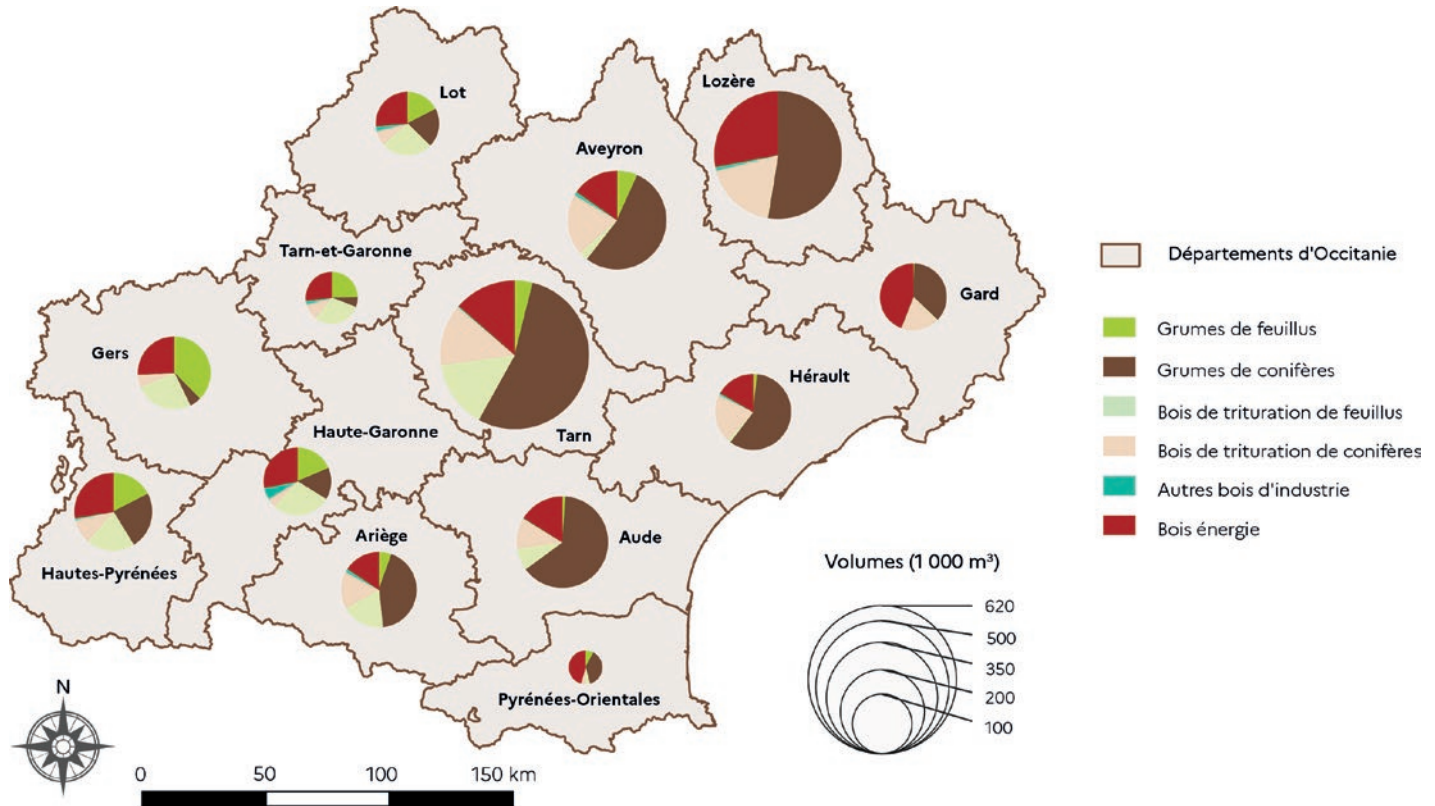 Lot
Lozère
Aveyron
Tarn-et-Garonne
Gard
Gers
Hérault
Haute-Garonne
Tarn
Ariège
Aude
Hautes-Pyrénées
Pyrénées-Orientales
Départements d'Occitanie
Grumes de feuillus
Grumes de conifères
Bois de trituration de feuillus
Bois de trituration de conifères
Autres bois d'industrie
Bois énergie
Volumes (1 000 m³)
620
500
350
200
100
N
0 50 100 150 km